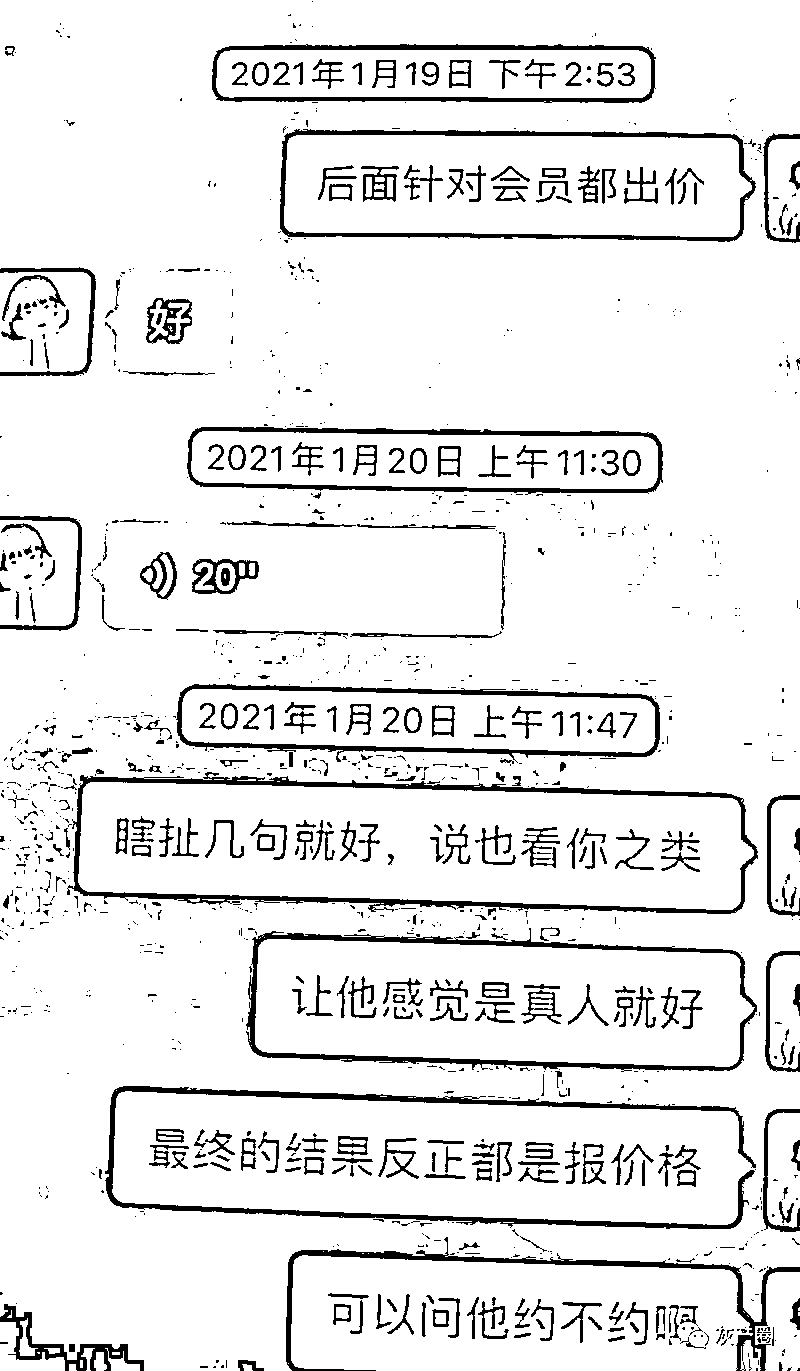 2021年1月19日 下午2:53
后面针对会员都出价
好
2021年1月20日 上午11:30
20"
2021年1月20日 上午11:47
瞎扯几句就好，说也看你之类
让他感觉是真人就好
最终的结果反正都是报价格
可以问他约不约啊
灰产圈